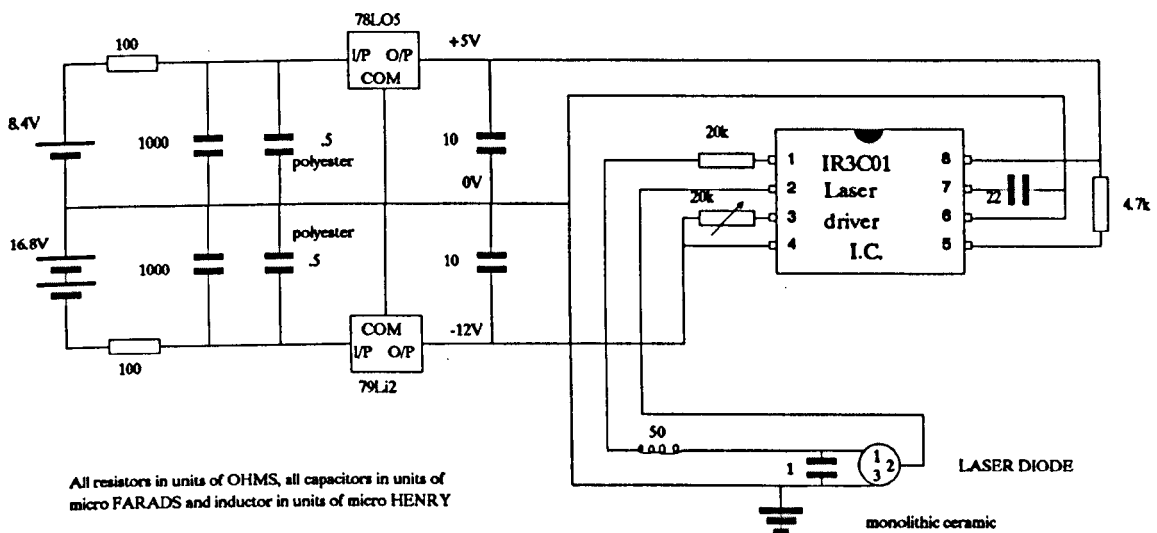 78LO5
100
I/P O/P
COM
+5V
8.4V
1000
.5
polyester
10
0V
20k
1
2
3
4
IR3C01
Laser
driver
I.C.
8
7
6
5
22
4.7k
20k
16.8V
1000
polyester
.5
10
100
COM
I/P O/P
79Li2
-12V
50
1
1
2
3
LASER DIODE
monolithic ceramic
All resistors in units of OHMS, all capacitors in units of
micro FARADS and inductor in units of micro HENRY